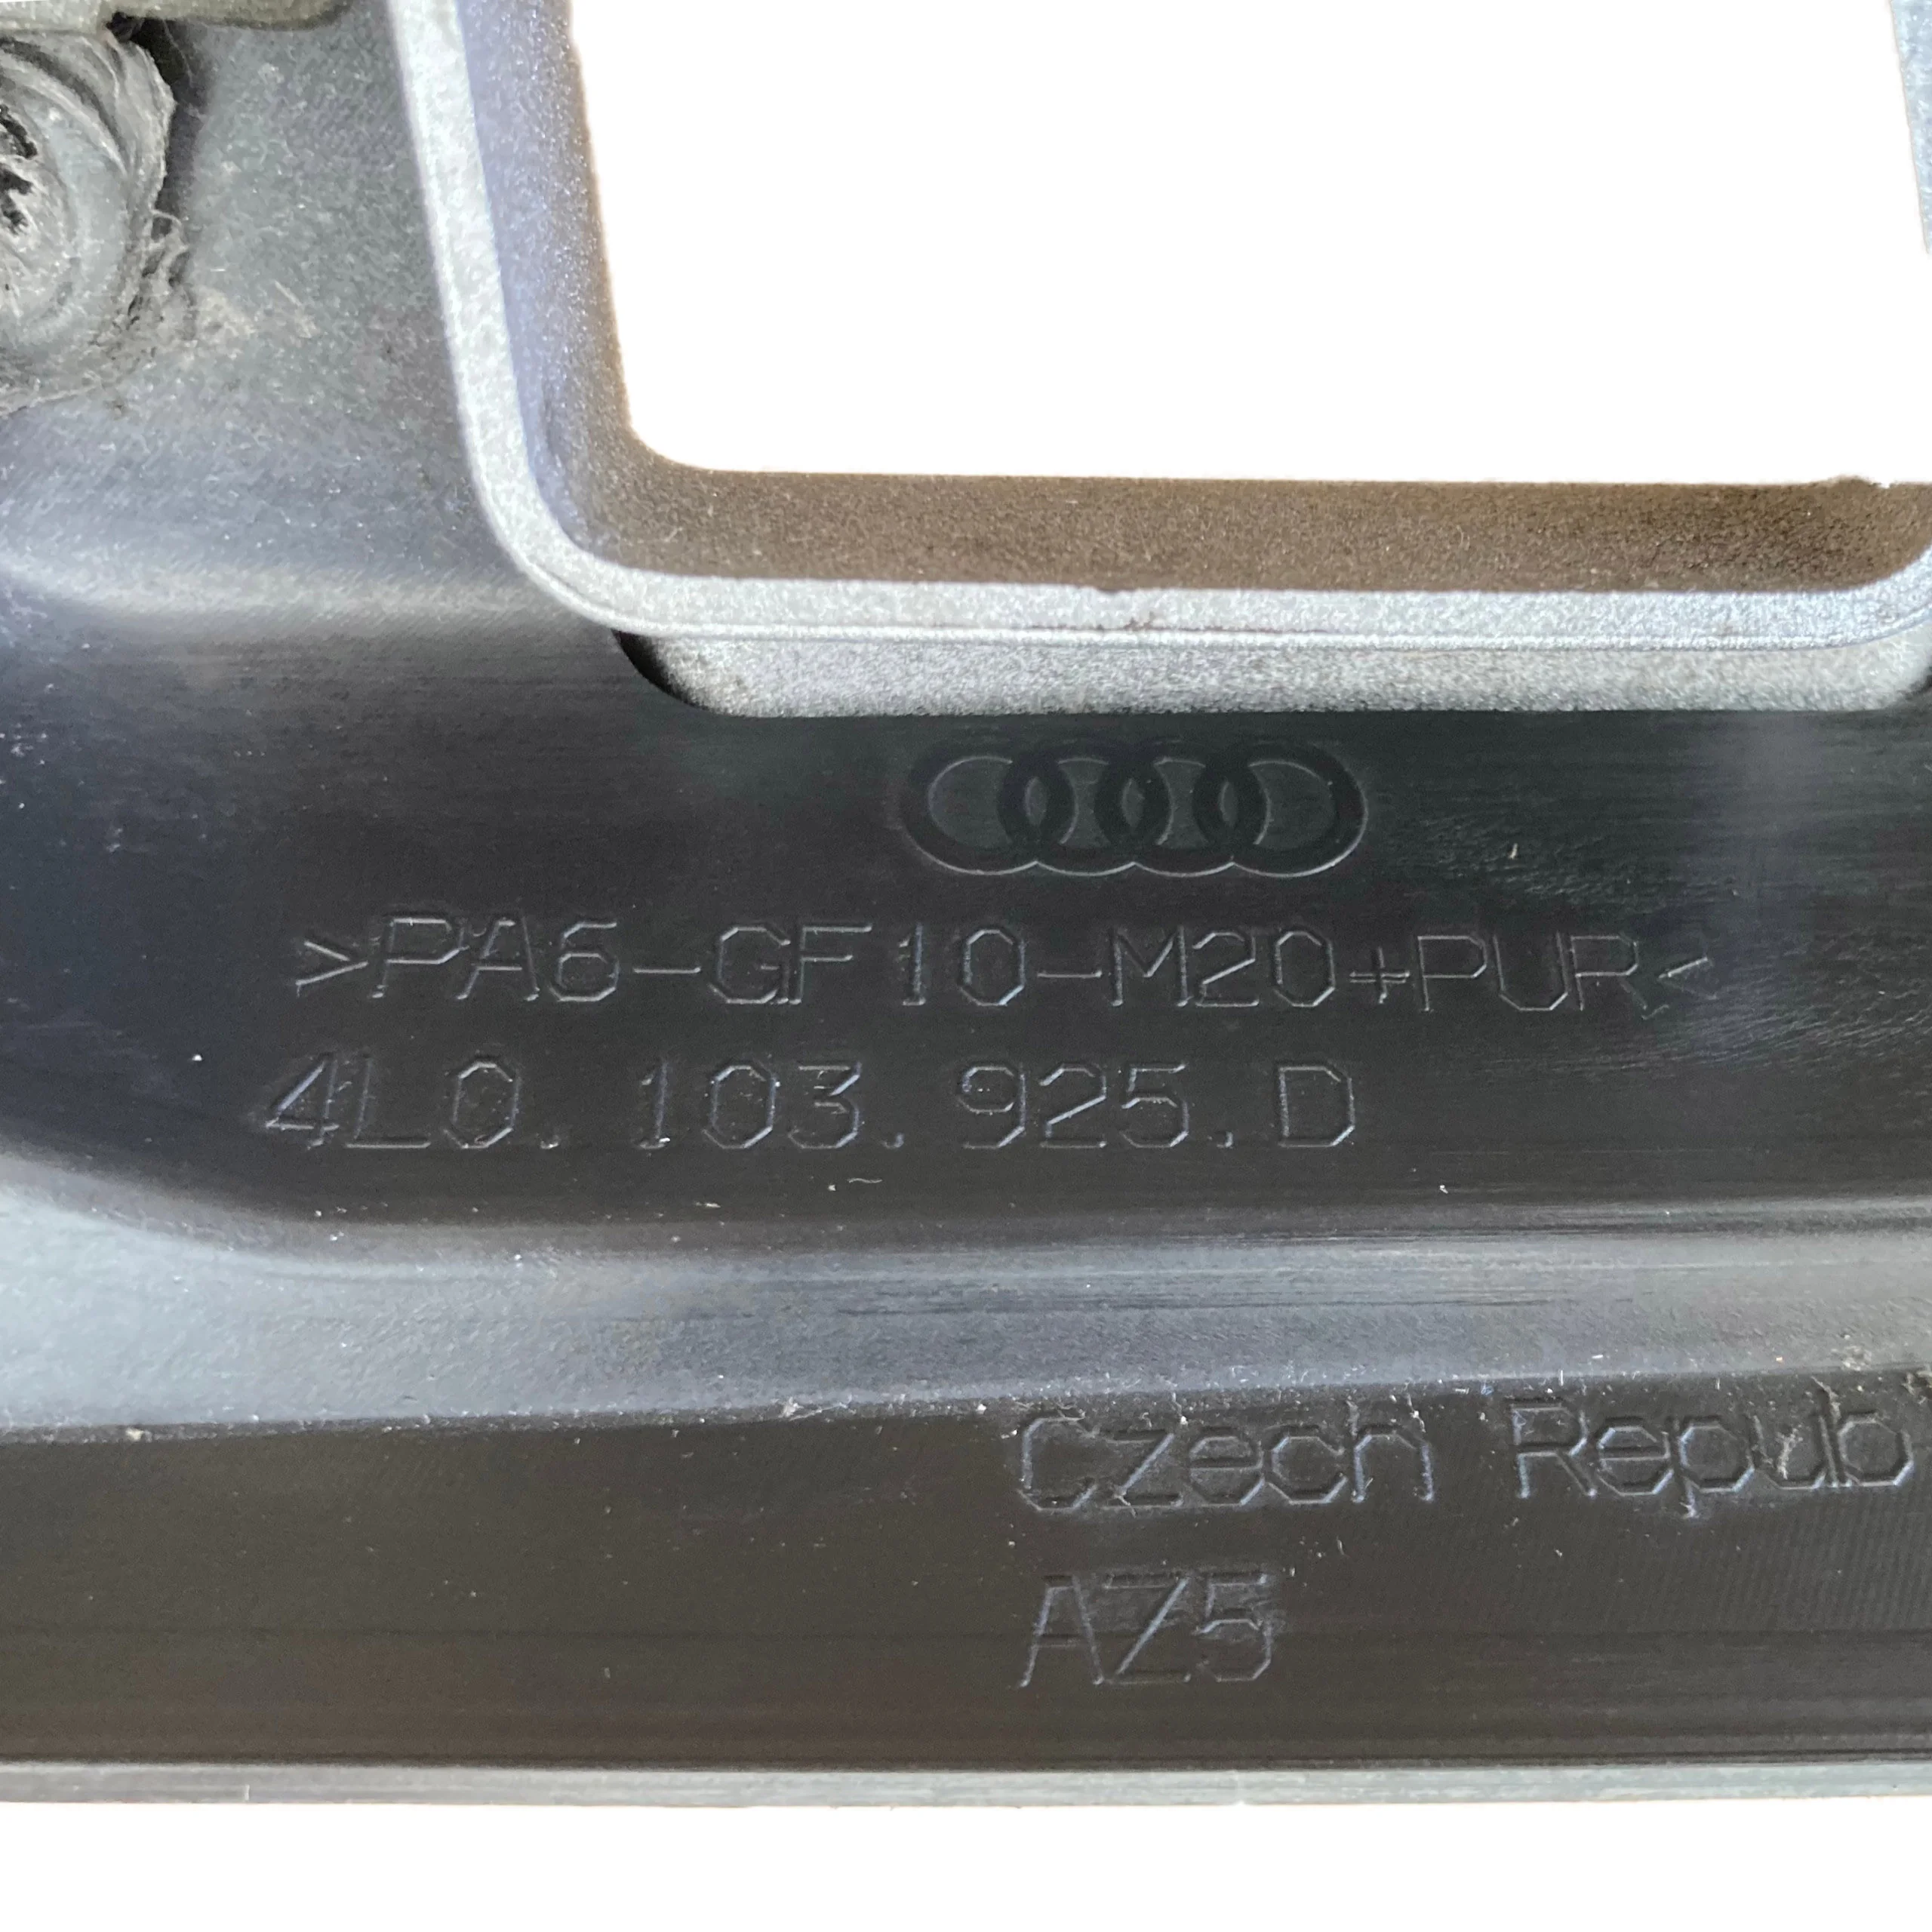 >PA6-GF10-M20+PUR<
4L0.103.925.D
Czech Repub
AZ5